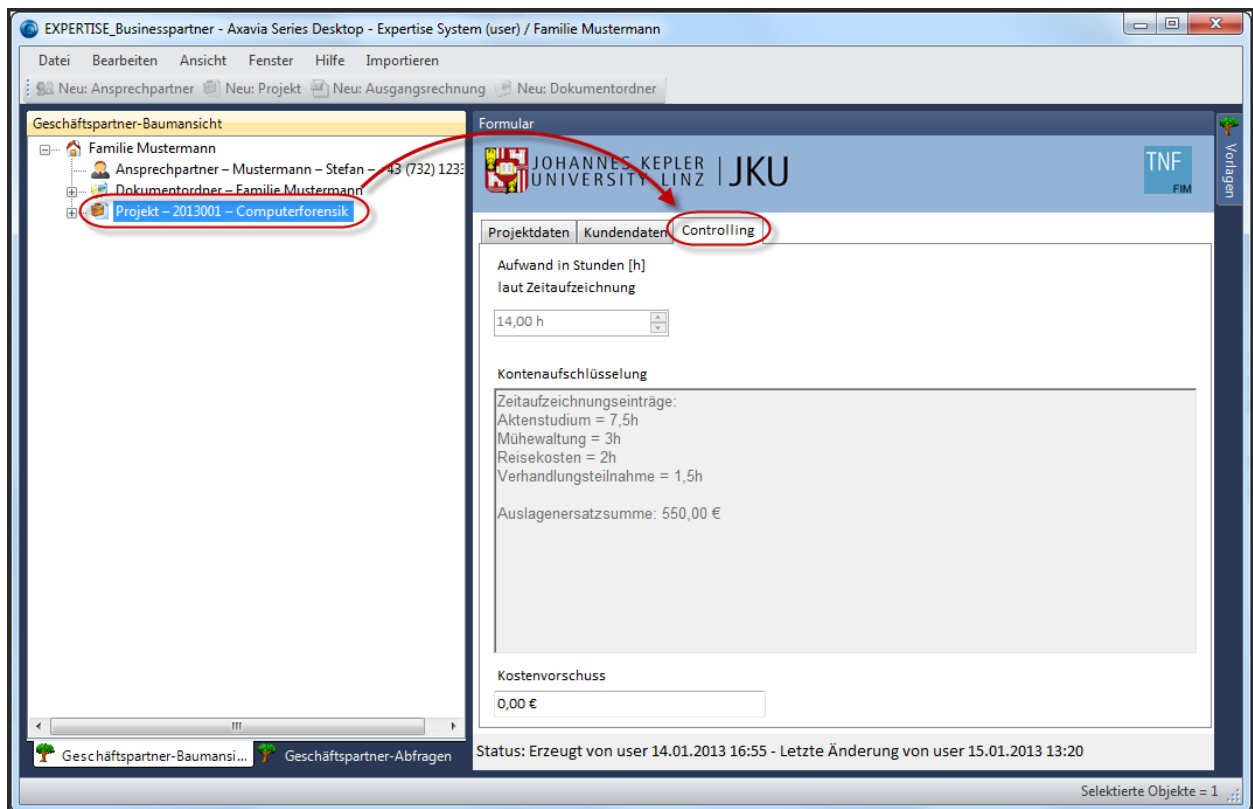 EXPERTISE_Businesspartner - Axavia Series Desktop - Expertise System (user) / Familie Mustermann
Datei Bearbeiten Ansicht Fenster Hilfe Importieren
Neu: Ansprechpartner Neu: Projekt Neu: Ausgangsrechnung Neu: Dokumentordner
Geschäftspartner-Baumansicht
Familie Mustermann
Ansprechpartner – Mustermann – Stefan – +43 (732) 1233
Dokumentordner – Familie Mustermann
Projekt – 2013001 – Computerforensik
Geschäftspartner-Baumansi... Geschäftspartner-Abfragen
Formular
JOHANNES KEPLER
UNIVERSITY LINZ | JKU
TNF
FIM
Vorlagen
Projektdaten Kundendaten Controlling
Aufwand in Stunden [h]
laut Zeitaufzeichnung
14,00 h
Kontenaufschlüsselung
Zeitaufzeichnungseinträge:
Aktenstudium = 7,5h
Mühewaltung = 3h
Reisekosten = 2h
Verhandlungsteilnahme = 1,5h
Auslagenersatzsumme: 550,00 €
Kostenvorschuss
0,00 €
Status: Erzeugt von user 14.01.2013 16:55 - Letzte Änderung von user 15.01.2013 13:20
Selektierte Objekte = 1